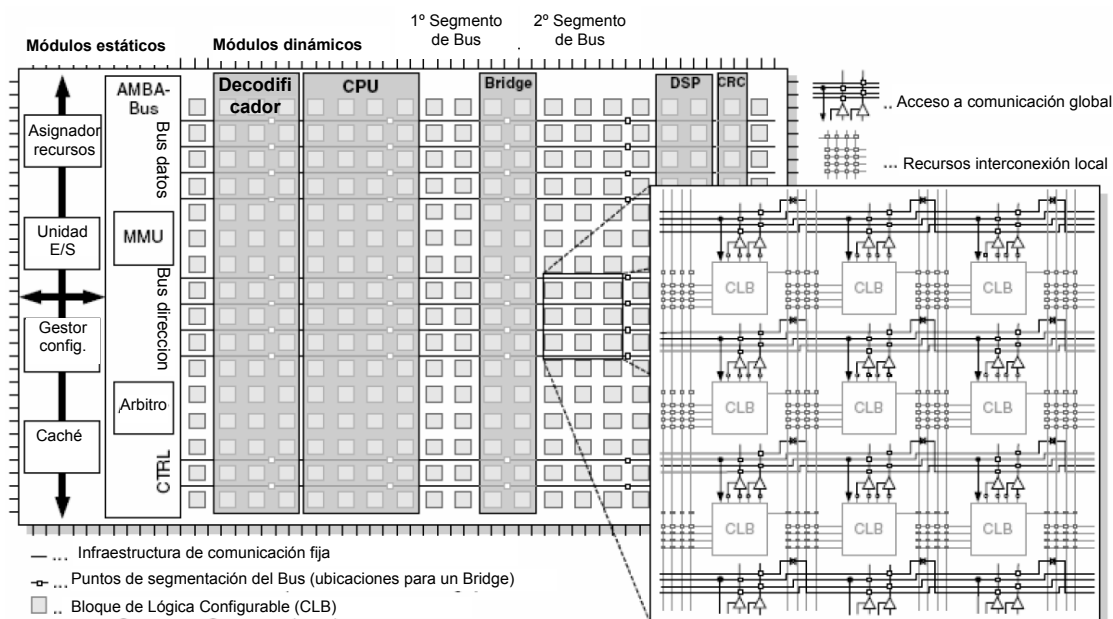 1º Segmento
de Bus
2º Segmento
de Bus
Módulos estáticos
Módulos dinámicos
AMBA-
Bus
Decodifi
cador
CPU
Bridge
DSP
CRC
Asignador
recursos
Bus datos
Unidad
E/S
MMU
Bus direccion
Gestor
config.
Arbitro
Caché
CTRL
.. Acceso a comunicación global
... Recursos interconexión local
CLB
CLB
CLB
CLB
CLB
CLB
CLB
CLB
CLB
... Infraestructura de comunicación fija
... Puntos de segmentación del Bus (ubicaciones para un Bridge)
.. Bloque de Lógica Configurable (CLB)